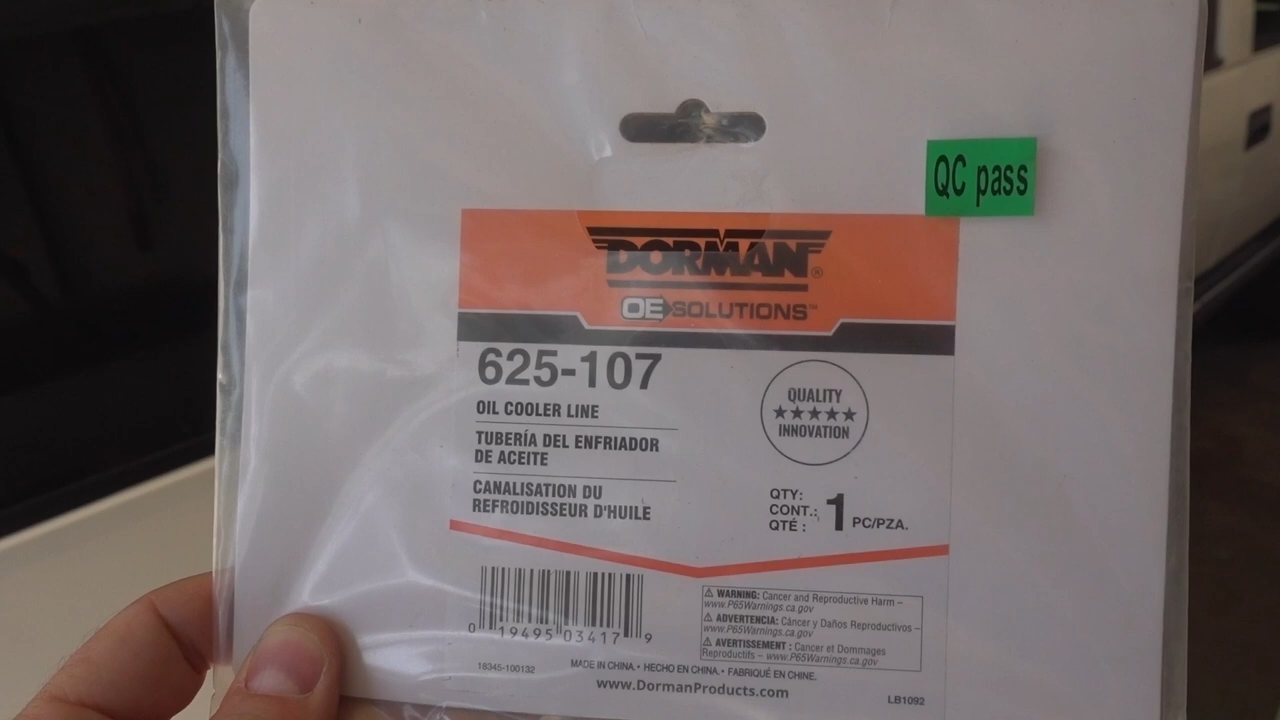 QC pass
DORMAN®
OE SOLUTIONS™
625-107
OIL COOLER LINE
TUBERÍA DEL ENFRIADOR
DE ACEITE
CANALISATION DU
REFROIDISSEUR D'HUILE
QUALITY
★★★★★
INNOVATION
QTY:
CONT.:
QTÉ :
1 PC/PZA.
0 19495 03417 9
⚠ WARNING: Cancer and Reproductive Harm –
www.P65Warnings.ca.gov
⚠ ADVERTENCIA: Cáncer y Daños Reproductivos –
www.P65Warnings.ca.gov
⚠ AVERTISSEMENT : Cancer et Dommages
Reproductifs – www.P65Warnings.ca.gov
18345-100132
MADE IN CHINA. • HECHO EN CHINA. • FABRIQUÉ EN CHINE.
www.DormanProducts.com
LB1092